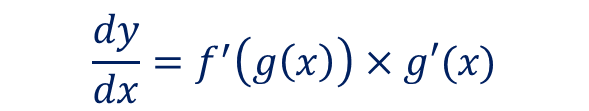 dy/dx = f′(g(x)) × g′(x)